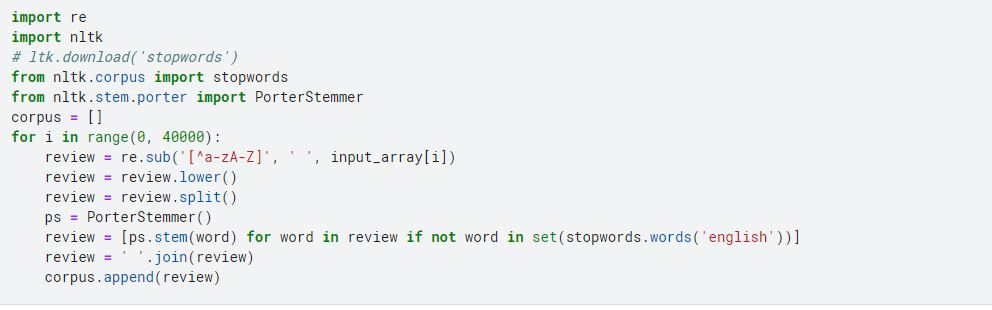 import re
import nltk
# ltk.download('stopwords')
from nltk.corpus import stopwords
from nltk.stem.porter import PorterStemmer
corpus = []
for i in range(0, 40000):
    review = re.sub('[^a-zA-Z]', ' ', input_array[i])
    review = review.lower()
    review = review.split()
    ps = PorterStemmer()
    review = [ps.stem(word) for word in review if not word in set(stopwords.words('english'))]
    review = ' '.join(review)
    corpus.append(review)